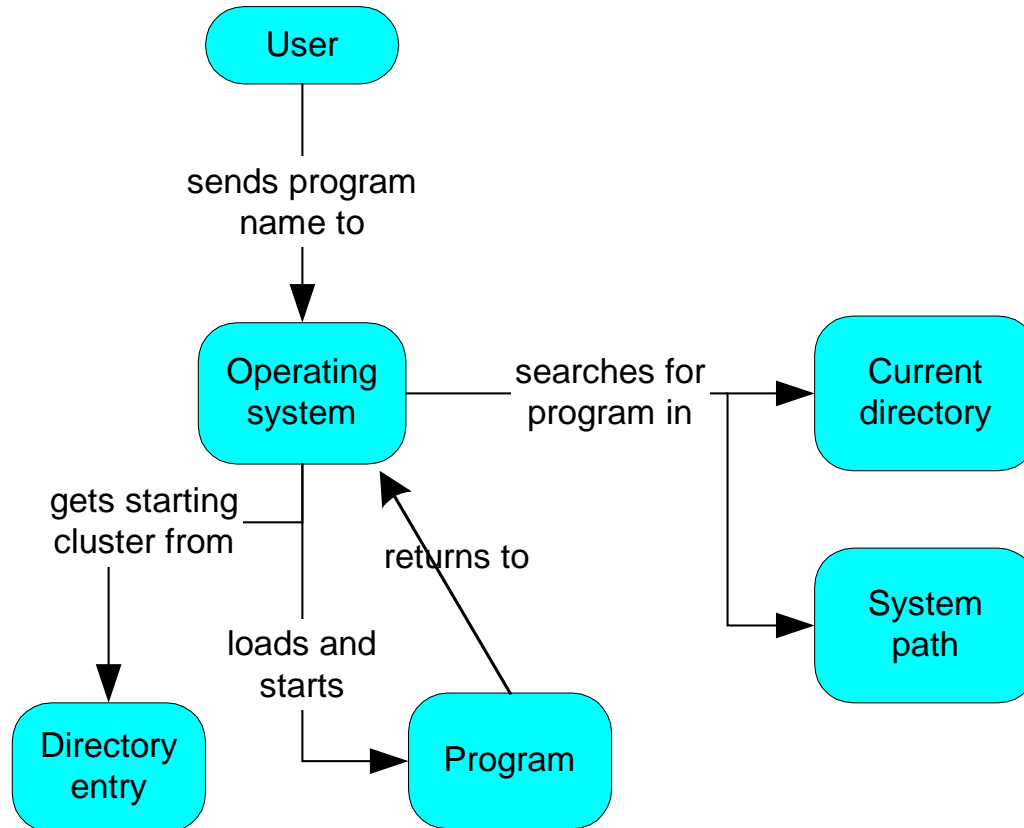 User
sends program
name to
Operating
system
searches for
program in
Current
directory
gets starting
cluster from
returns to
System
path
loads and
starts
Directory
entry
Program